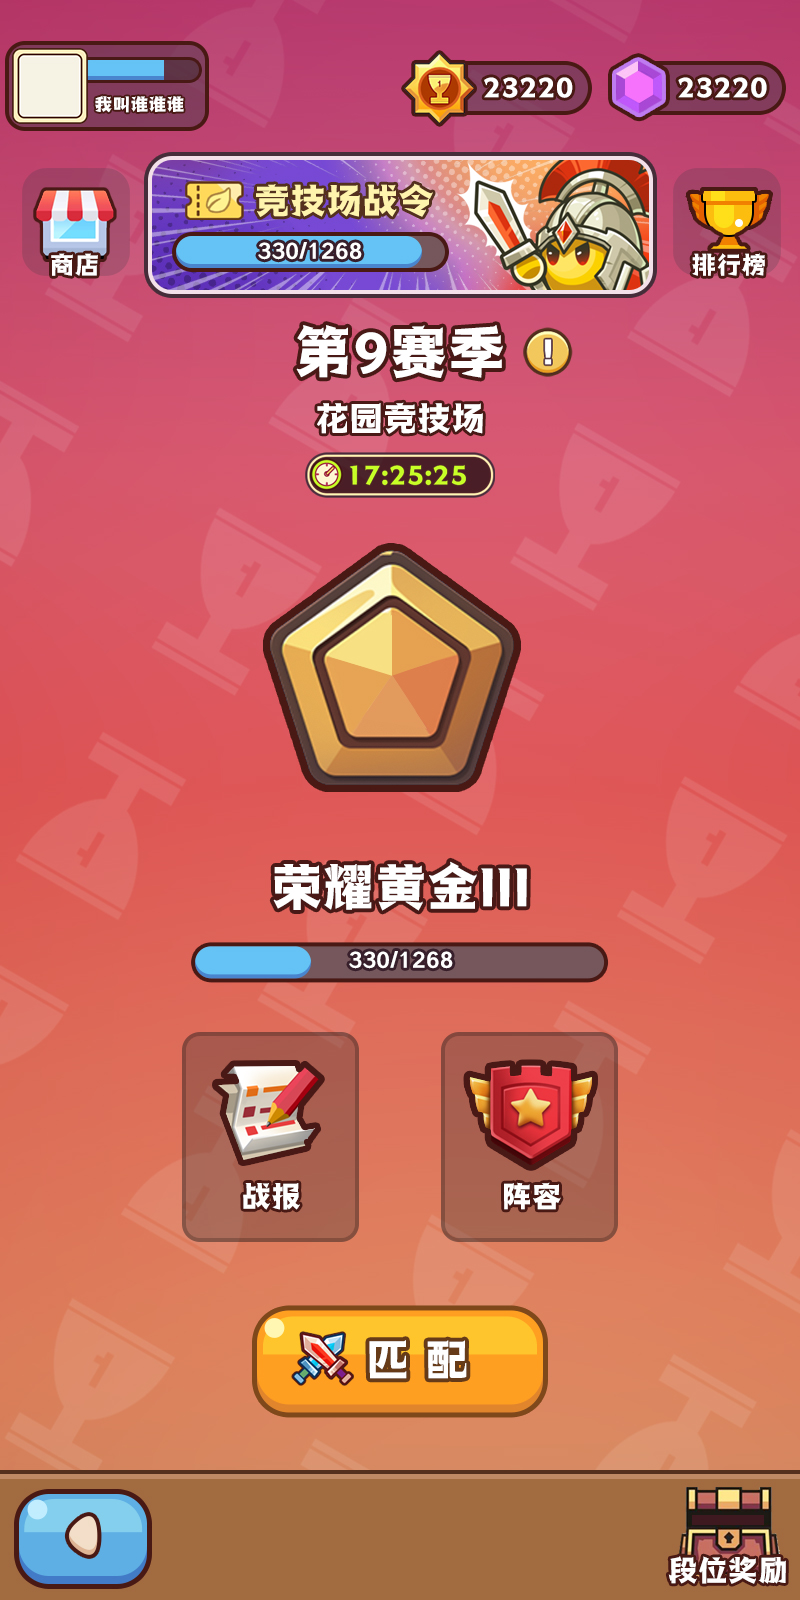 我叫谁谁谁
23220
23220
商店
竞技场战令
330/1268
排行榜
第9赛季
!
花园竞技场
17:25:25
荣耀黄金III
330/1268
战报
阵容
匹配
段位奖励